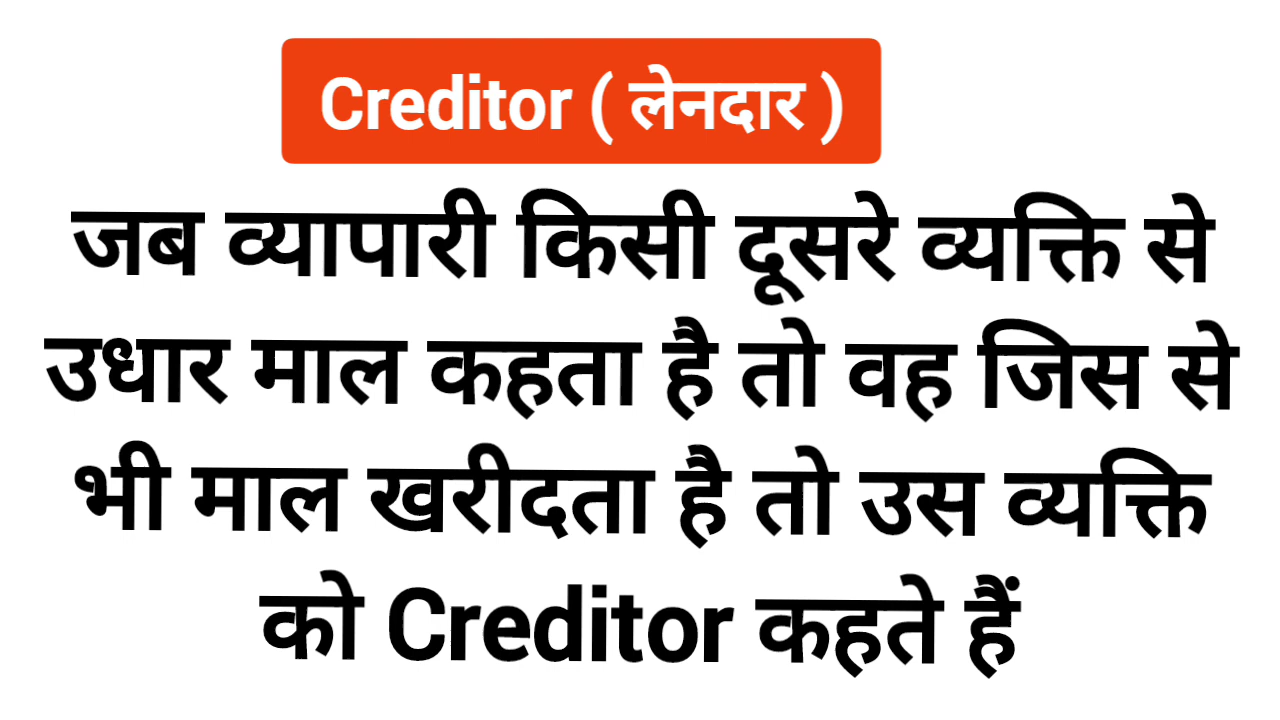 Creditor ( लेनदार )
जब व्यापारी किसी दूसरे व्यक्ति से
उधार माल कहता है तो वह जिस से
भी माल खरीदता है तो उस व्यक्ति
को Creditor कहते हैं